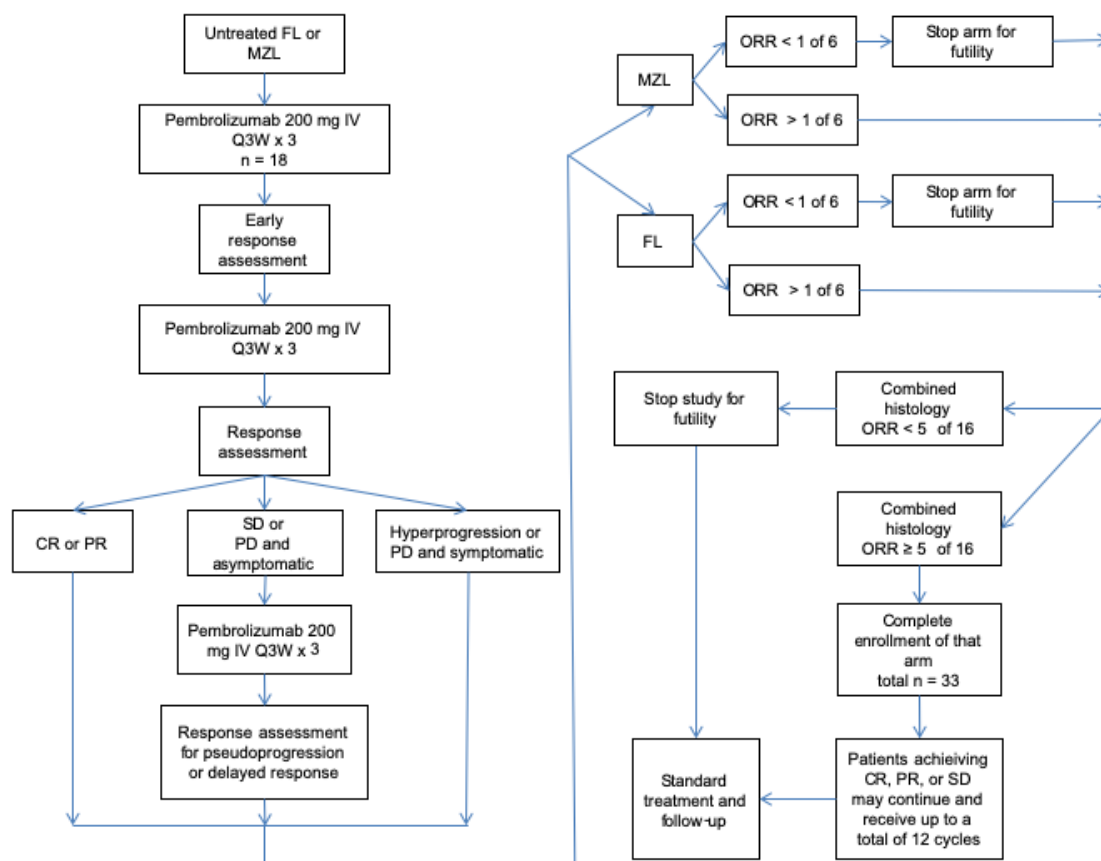 Untreated FL or
MZL
Pembrolizumab 200 mg IV
Q3W x 3
n = 18
Early
response
assessment
Pembrolizumab 200 mg IV
Q3W x 3
Response
assessment
CR or PR
SD or
PD and
asymptomatic
Hyperprogression or
PD and symptomatic
Pembrolizumab 200
mg IV Q3W x 3
Response assessment
for pseudoprogression
or delayed response
MZL
ORR < 1 of 6
Stop arm for
futility
ORR > 1 of 6
FL
ORR < 1 of 6
Stop arm for
futility
ORR > 1 of 6
Stop study for
futility
Combined
histology
ORR < 5 of 16
Combined
histology
ORR ≥ 5 of 16
Complete
enrollment of that
arm
total n = 33
Standard
treatment and
follow-up
Patients achieiving
CR, PR, or SD
may continue and
receive up to a
total of 12 cycles